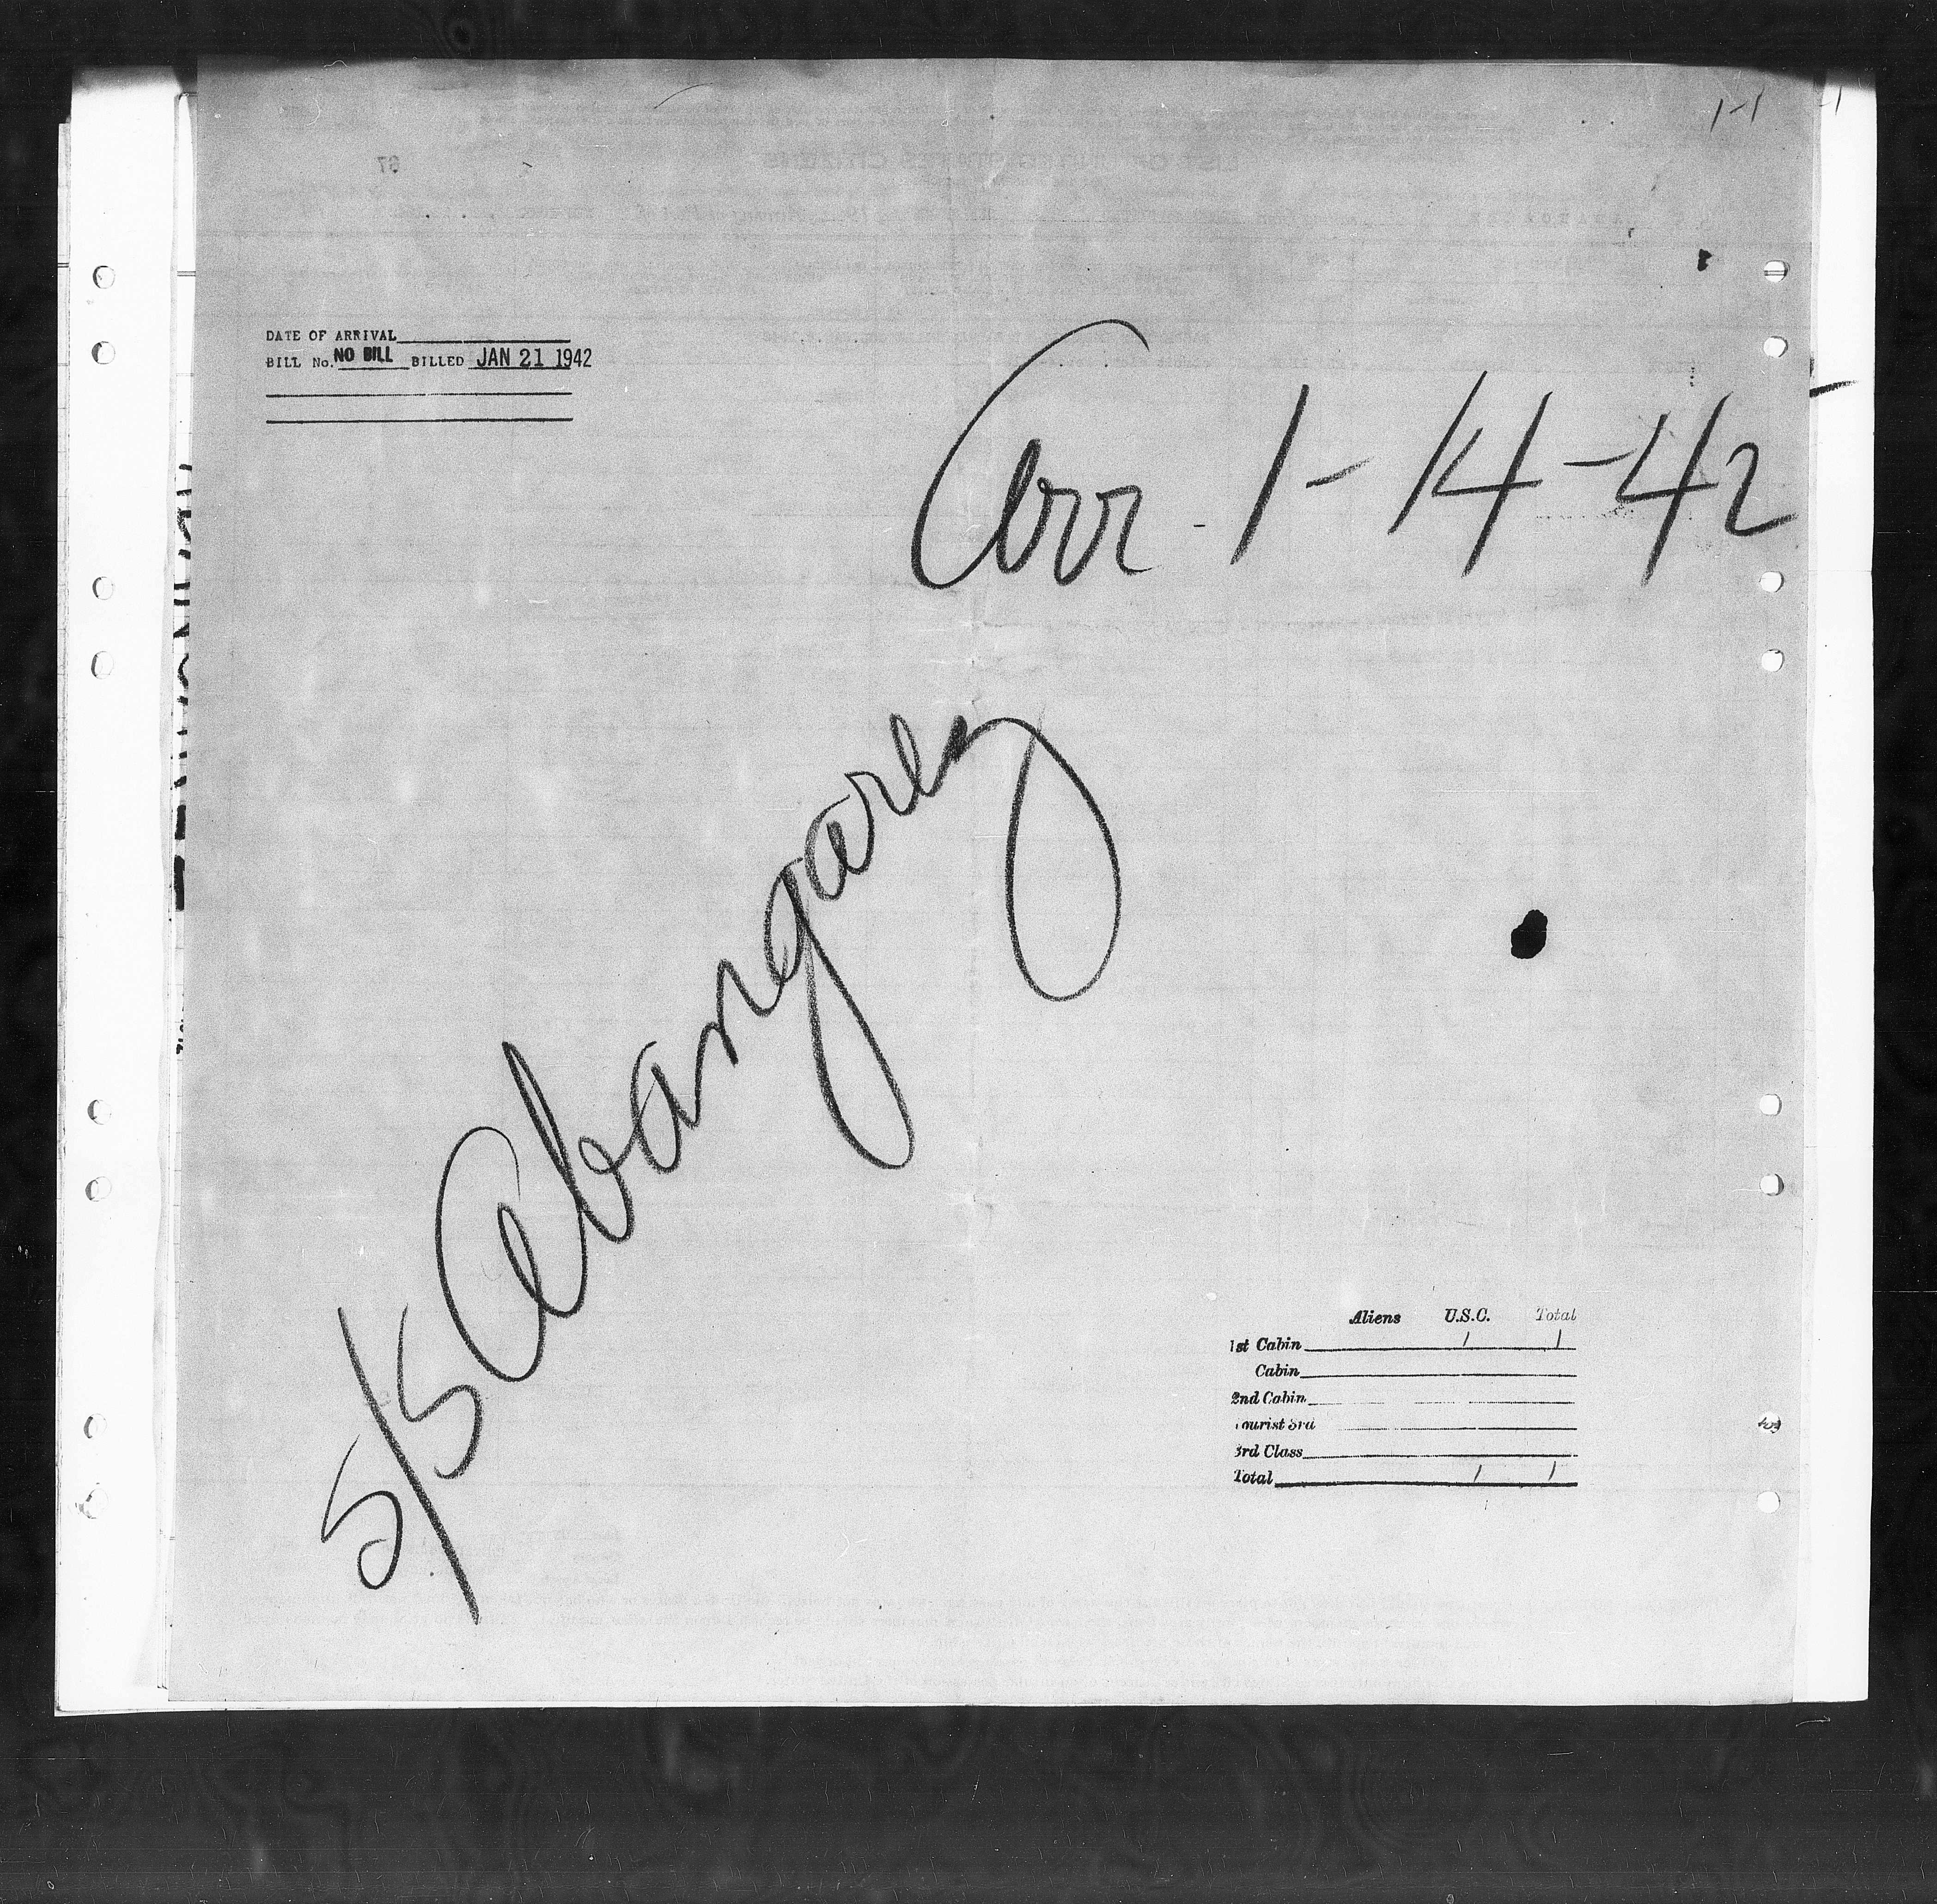 1-1
DATE OF ARRIVAL
BILL No. NO BILL BILLED JAN 21 1942
Arr. 1-14-42
S/S Abangarez
Aliens U.S.C. Total
1st Cabin 1 1
Cabin
2nd Cabin
Tourist 3rd
3rd Class
Total 1 1